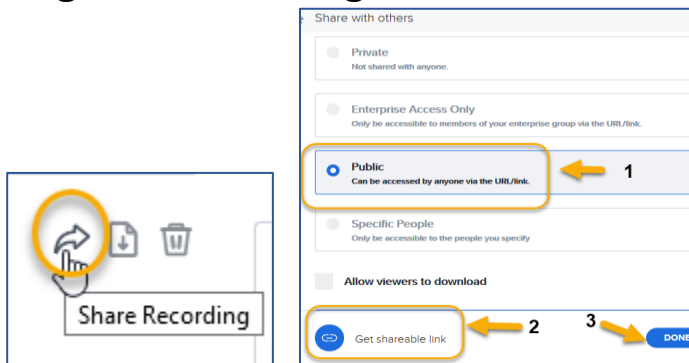 Share with others
Private
Not shared with anyone.
Enterprise Access Only
Only be accessible to members of your enterprise group via the URL/link.
Public
Can be accessed by anyone via the URL/link.
1
Specific People
Only be accessible to the people you specify
Allow viewers to download
Share Recording
Get shareable link
2
3
DONE